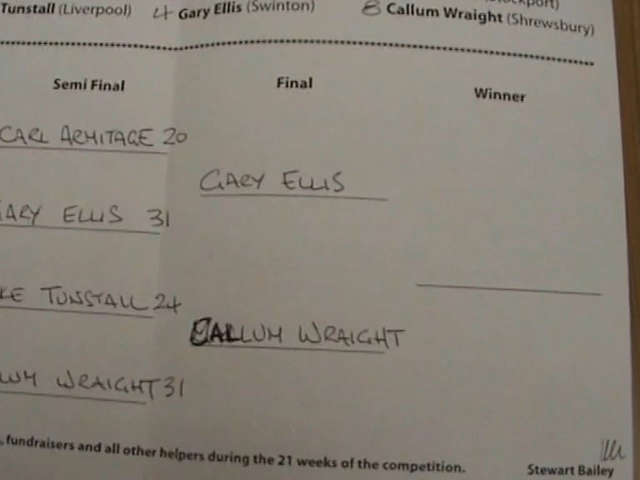 Tunstall (Liverpool) 4 Gary Ellis (Swinton) 8 Callum Wraight (Shrewsbury)
Semi Final Final Winner
CARL ARMITAGE 20
GARY ELLIS
GARY ELLIS 31
KE TUNSTALL 24
CALLUM WRAIGHT
LUM WRAIGHT 31
, fundraisers and all other helpers during the 21 weeks of the competition. Stewart Bailey